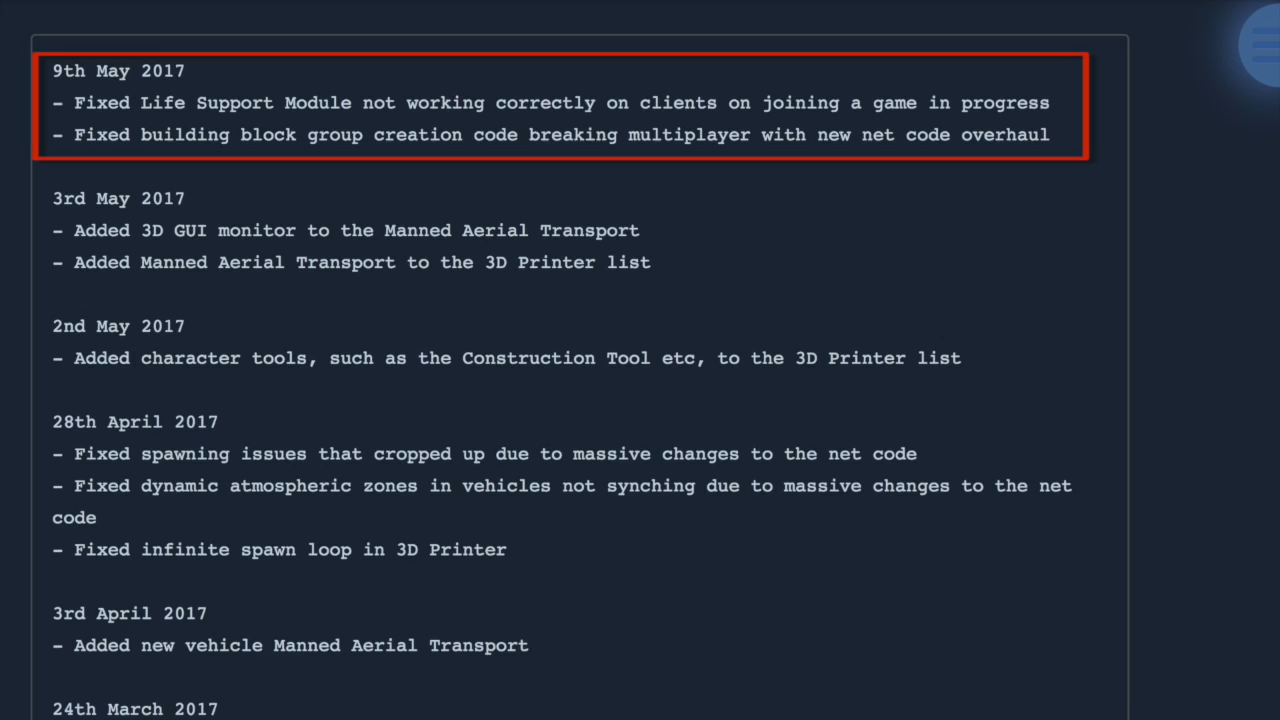 9th May 2017
- Fixed Life Support Module not working correctly on clients on joining a game in progress
- Fixed building block group creation code breaking multiplayer with new net code overhaul
3rd May 2017
- Added 3D GUI monitor to the Manned Aerial Transport
- Added Manned Aerial Transport to the 3D Printer list
2nd May 2017
- Added character tools, such as the Construction Tool etc, to the 3D Printer list
28th April 2017
- Fixed spawning issues that cropped up due to massive changes to the net code
- Fixed dynamic atmospheric zones in vehicles not synching due to massive changes to the net
code
- Fixed infinite spawn loop in 3D Printer
3rd April 2017
- Added new vehicle Manned Aerial Transport
24th March 2017